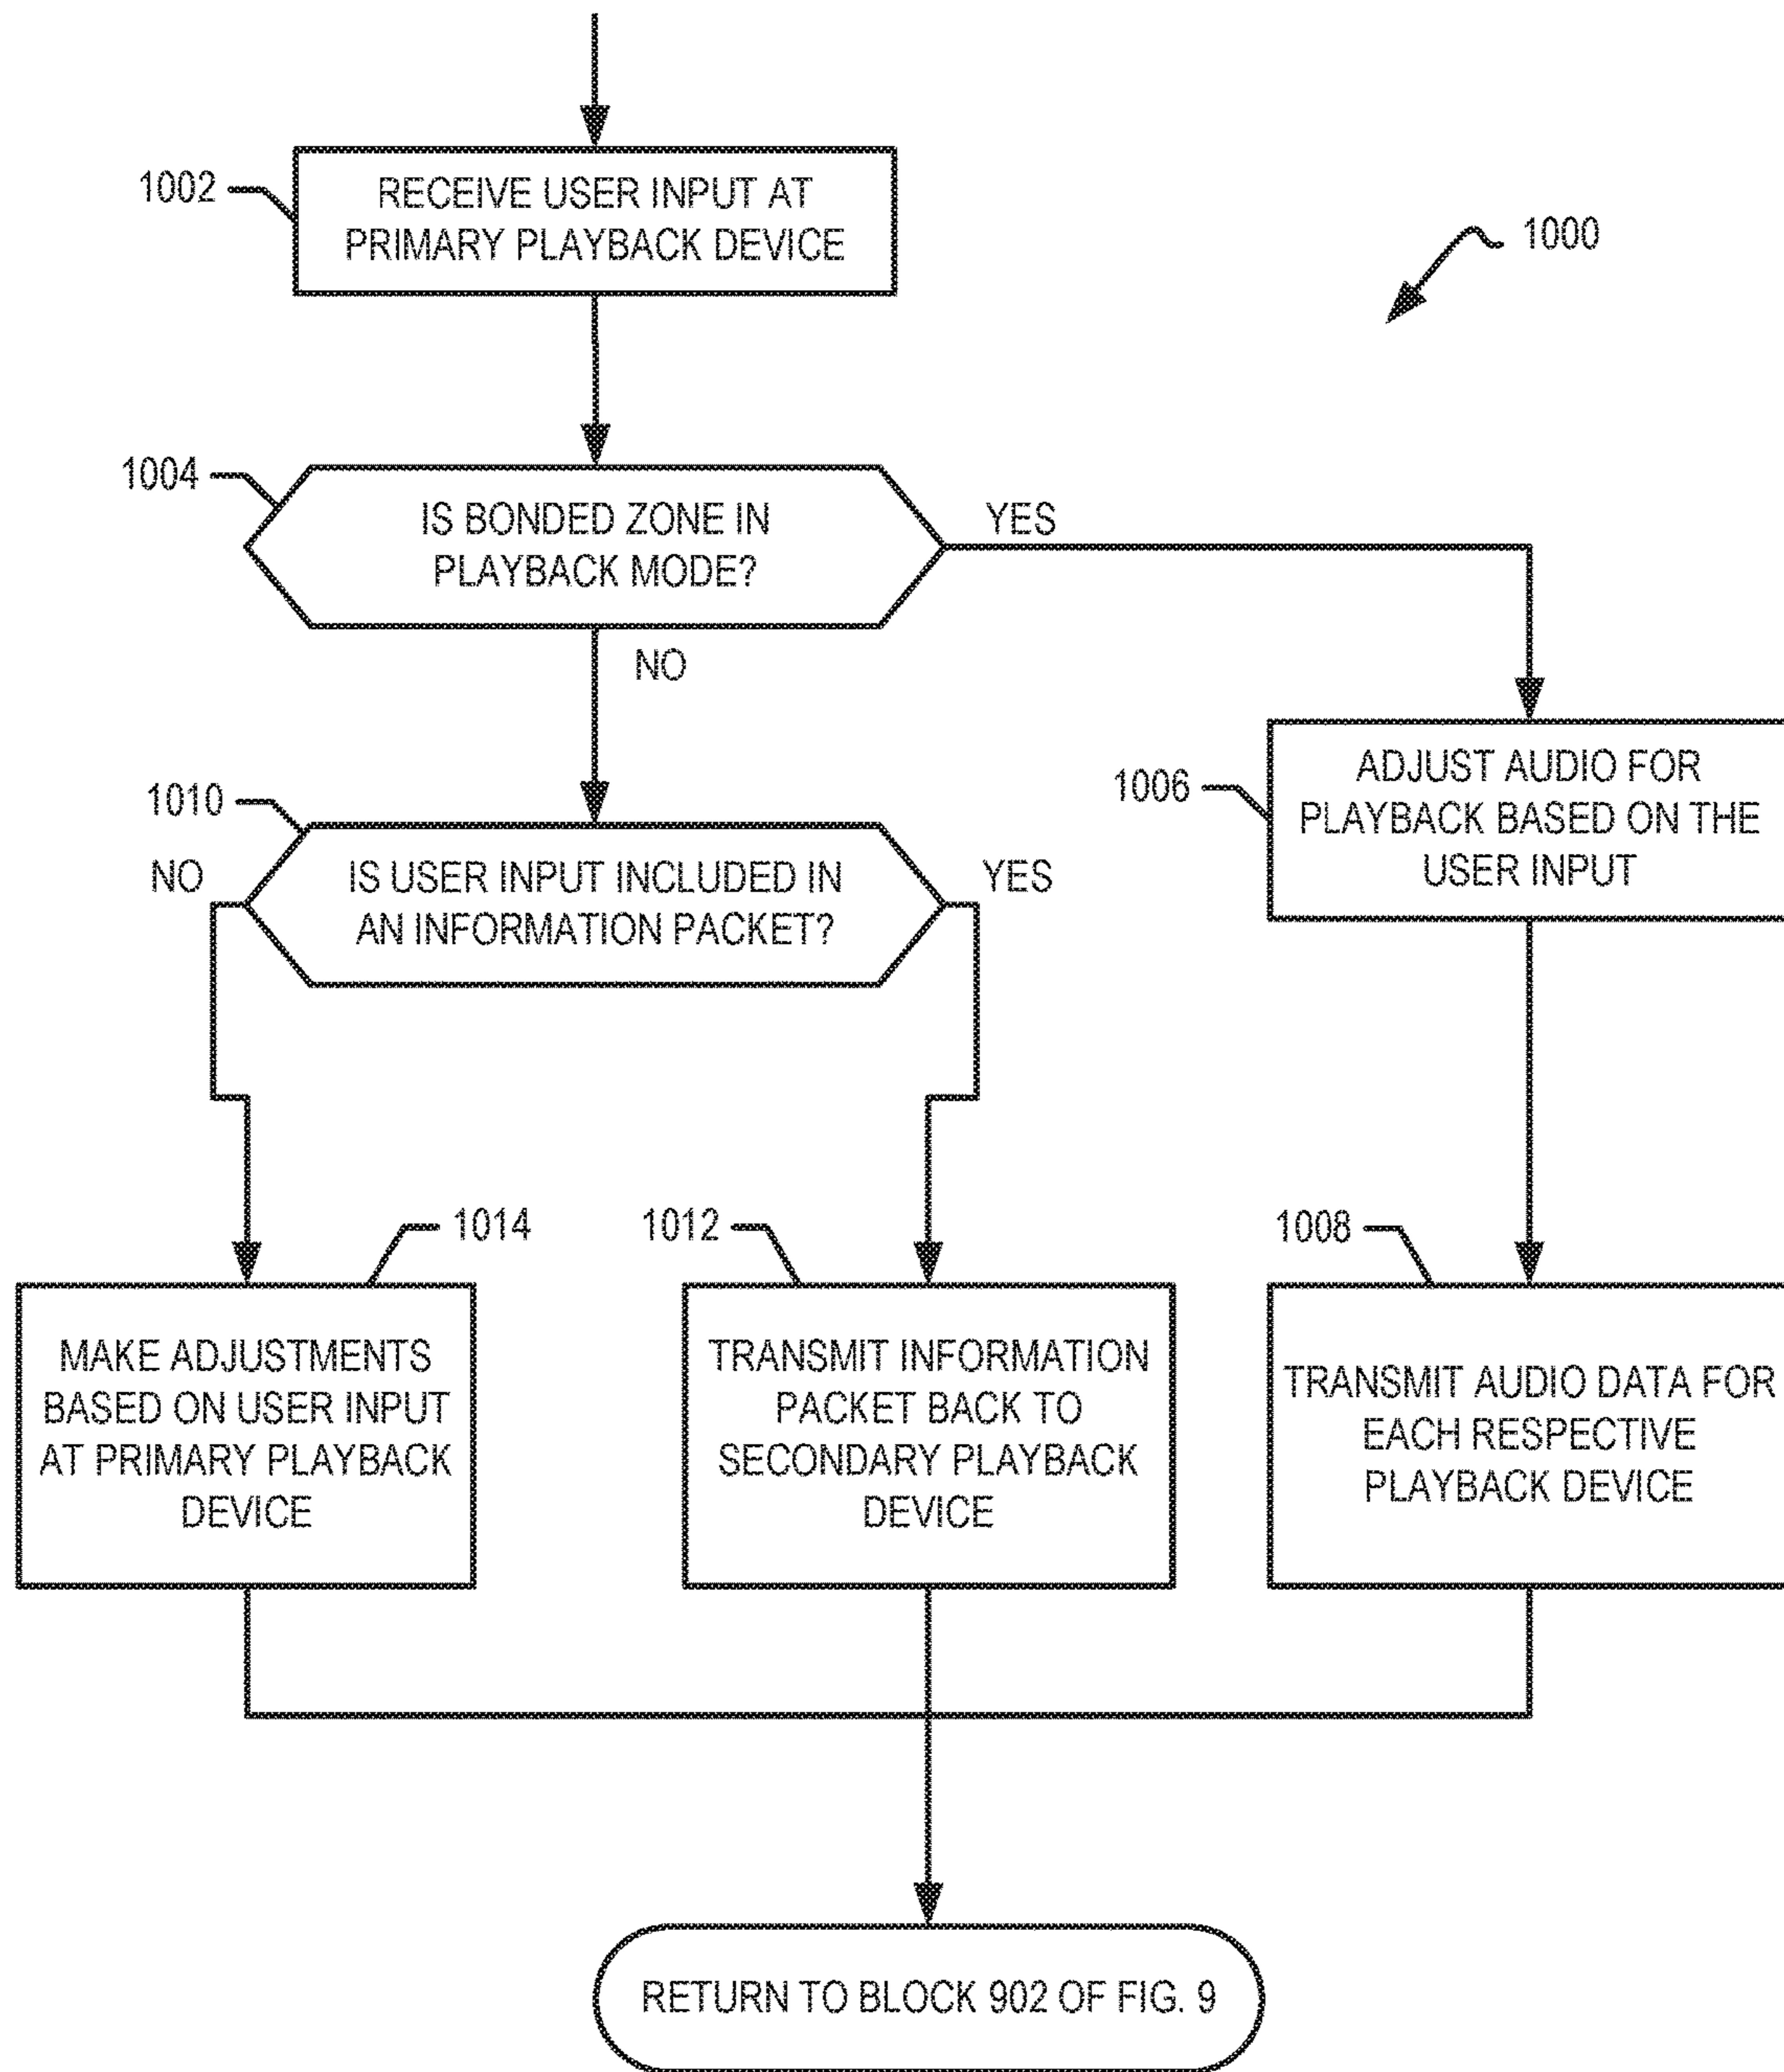 1002
RECEIVE USER INPUT AT
PRIMARY PLAYBACK DEVICE
1000
1004
IS BONDED ZONE IN
PLAYBACK MODE?
YES
NO
1010
NO
IS USER INPUT INCLUDED IN
AN INFORMATION PACKET?
YES
1006
ADJUST AUDIO FOR
PLAYBACK BASED ON THE
USER INPUT
1014
MAKE ADJUSTMENTS
BASED ON USER INPUT
AT PRIMARY PLAYBACK
DEVICE
1012
TRANSMIT INFORMATION
PACKET BACK TO
SECONDARY PLAYBACK
DEVICE
1008
TRANSMIT AUDIO DATA FOR
EACH RESPECTIVE
PLAYBACK DEVICE
RETURN TO BLOCK 902 OF FIG. 9